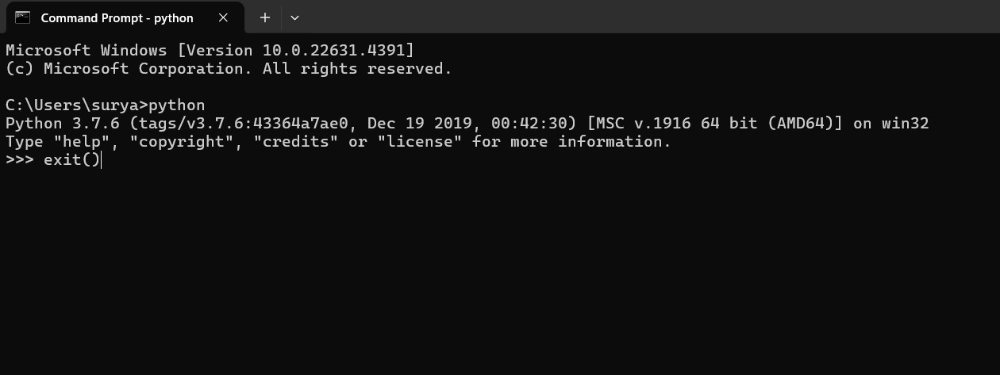 Command Prompt - python
Microsoft Windows [Version 10.0.22631.4391]
(c) Microsoft Corporation. All rights reserved.
C:\Users\surya>python
Python 3.7.6 (tags/v3.7.6:43364a7ae0, Dec 19 2019, 00:42:30) [MSC v.1916 64 bit (AMD64)] on win32
Type "help", "copyright", "credits" or "license" for more information.
>>> exit()